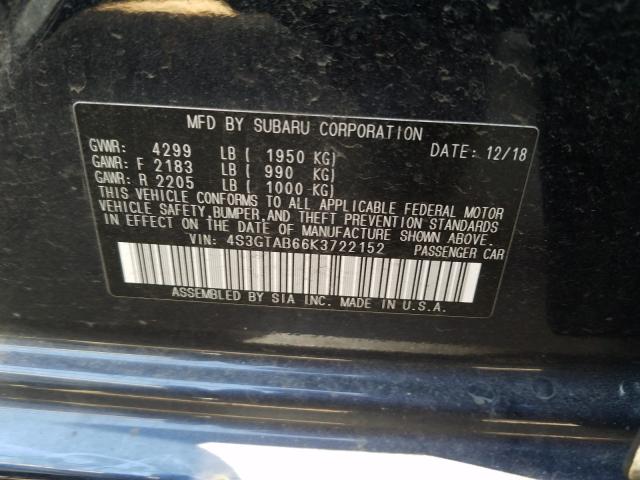 MFD BY SUBARU CORPORATION
GVWR: 4299 LB ( 1950 KG) DATE: 12/18
GAWR: F 2183 LB ( 990 KG)
GAWR: R 2205 LB ( 1000 KG)
THIS VEHICLE CONFORMS TO ALL APPLICABLE FEDERAL MOTOR
VEHICLE SAFETY,BUMPER,AND THEFT PREVENTION STANDARDS
IN EFFECT ON THE DATE OF MANUFACTURE SHOWN ABOVE.
VIN: 4S3GTAB66K3722152 PASSENGER CAR
ASSEMBLED BY SIA INC. MADE IN U.S.A.